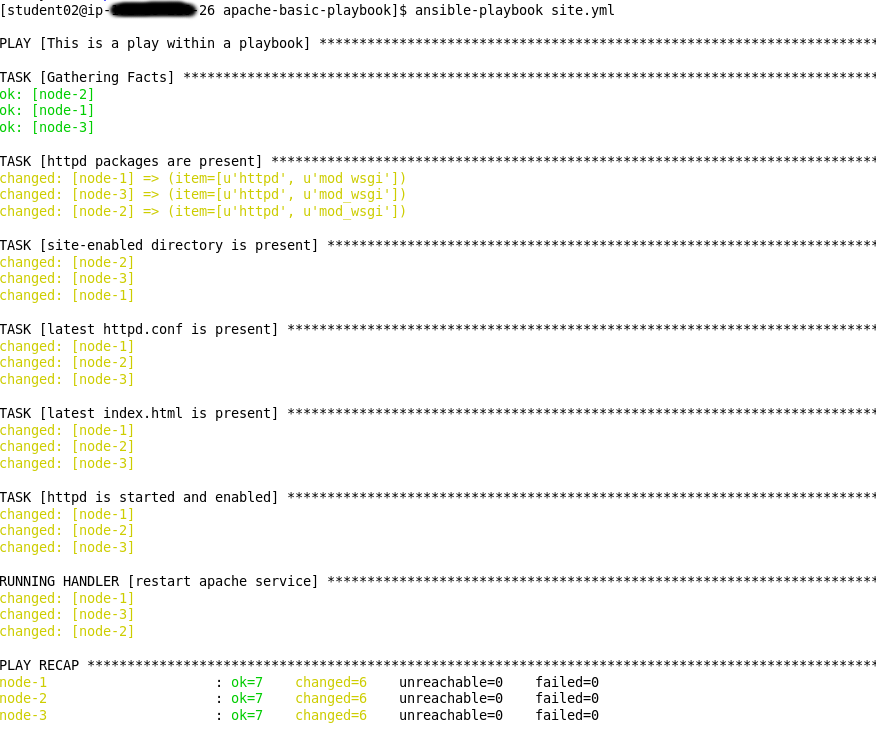 [student02@ip- 26 apache-basic-playbook]$ ansible-playbook site.yml
PLAY [This is a play within a playbook] **********************************************************************
TASK [Gathering Facts] ***************************************************************************************
ok: [node-2]
ok: [node-1]
ok: [node-3]
TASK [httpd packages are present] ****************************************************************************
changed: [node-1] => (item=[u'httpd', u'mod wsgi'])
changed: [node-3] => (item=[u'httpd', u'mod_wsgi'])
changed: [node-2] => (item=[u'httpd', u'mod_wsgi'])
TASK [site-enabled directory is present] *********************************************************************
changed: [node-2]
changed: [node-3]
changed: [node-1]
TASK [latest httpd.conf is present] **************************************************************************
changed: [node-1]
changed: [node-2]
changed: [node-3]
TASK [latest index.html is present] **************************************************************************
changed: [node-1]
changed: [node-2]
changed: [node-3]
TASK [httpd is started and enabled] **************************************************************************
changed: [node-1]
changed: [node-2]
changed: [node-3]
RUNNING HANDLER [restart apache service] *********************************************************************
changed: [node-1]
changed: [node-3]
changed: [node-2]
PLAY RECAP ***************************************************************************************************
node-1 : ok=7 changed=6 unreachable=0 failed=0
node-2 : ok=7 changed=6 unreachable=0 failed=0
node-3 : ok=7 changed=6 unreachable=0 failed=0